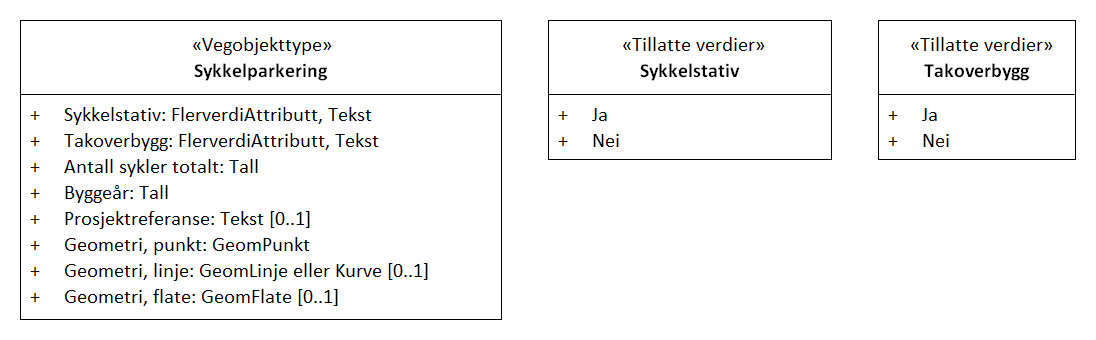 «Vegobjekttype»
Sykkelparkering
+ Sykkelstativ: FlerverdiAttributt, Tekst
+ Takoverbygg: FlerverdiAttributt, Tekst
+ Antall sykler totalt: Tall
+ Byggeår: Tall
+ Prosjektreferanse: Tekst [0..1]
+ Geometri, punkt: GeomPunkt
+ Geometri, linje: GeomLinje eller Kurve [0..1]
+ Geometri, flate: GeomFlate [0..1]
«Tillatte verdier»
Sykkelstativ
+ Ja
+ Nei
«Tillatte verdier»
Takoverbygg
+ Ja
+ Nei